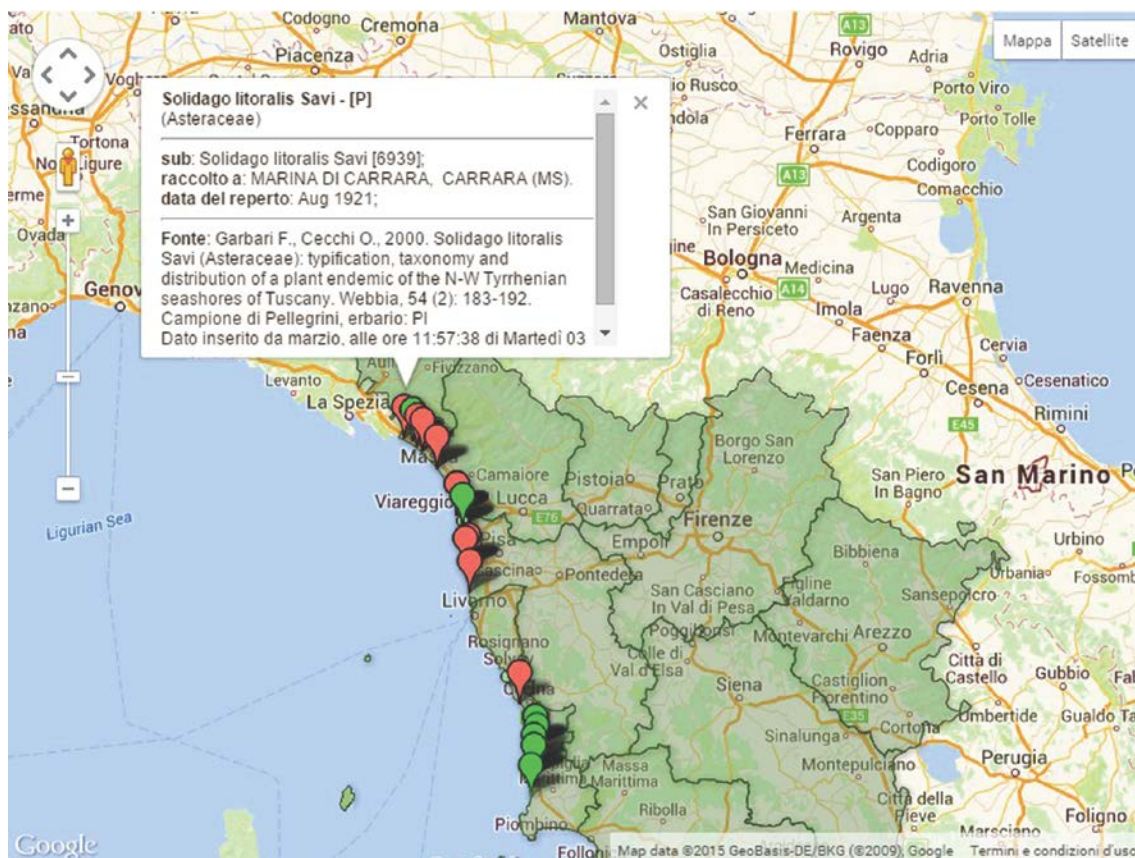 Cremona
Mantova
Piacenza
Ostiglia
Rovigo
Adria
Mappa
Satellite
Porto Viro
Porto Tolle
A13
Solidago litoralis Savi - [P]
(Asteraceae)
sub: Solidago litoralis Savi [6939];
raccolto a: MARINA DI CARRARA, CARRARA (MS).
data del reperto: Aug 1921;
Fonte: Garbari F., Cecchi O., 2000. Solidago litoralis
Savi (Asteraceae): typification, taxonomy and
distribution of a plant endemic of the N-W Tyrrhenian
seashores of Tuscany. Webbia, 54 (2): 183-192.
Campione di Pellegrini, erbario: PI
Dato inserito da marzo, alle ore 11:57:38 di Martedì 03
Tortona
Ovada
Ferrara
Copparo
Codigoro
Comacchio
A13
San Giovanni
In Persiceto
Argenta
Bologna
Medicina
Casalecchio
di Reno
A14
Lugo
Ravenna
Imola
Faenza
Cervia
Forlì
Cesenatico
Cesena
Rimini
E45
Fivizzano
Levanto
La Spezia
Borgo San
Lorenzo
San Piero
In Bagno
San Marino
Camaiore
Pistoia
Prato
Viareggio
Lucca
Quarrata
E76
Firenze
Ligurian Sea
Empoli
Bibbiena
Urbino
Urbania
Pontedera
San Casciano
In Val di Pesa
Sansepolcro
Poggibonsi
Montevarchi
Arezzo
Rosignano
Colle di
Val d'Elsa
Siena
Castiglion
Fiorentino
Città di
Castello
Gubbio
E35
Cortona
Umbertide
Gualdo
Sinalunga
Massa
Marittima
Montepulciano
Perugia
Ribolla
Città della
Pieve
Foligno
Piombino
Marsciano
Google
Map data ©2015 GeoBasis-DE/BKG (©2009), Google
Termini e condizioni d'uso